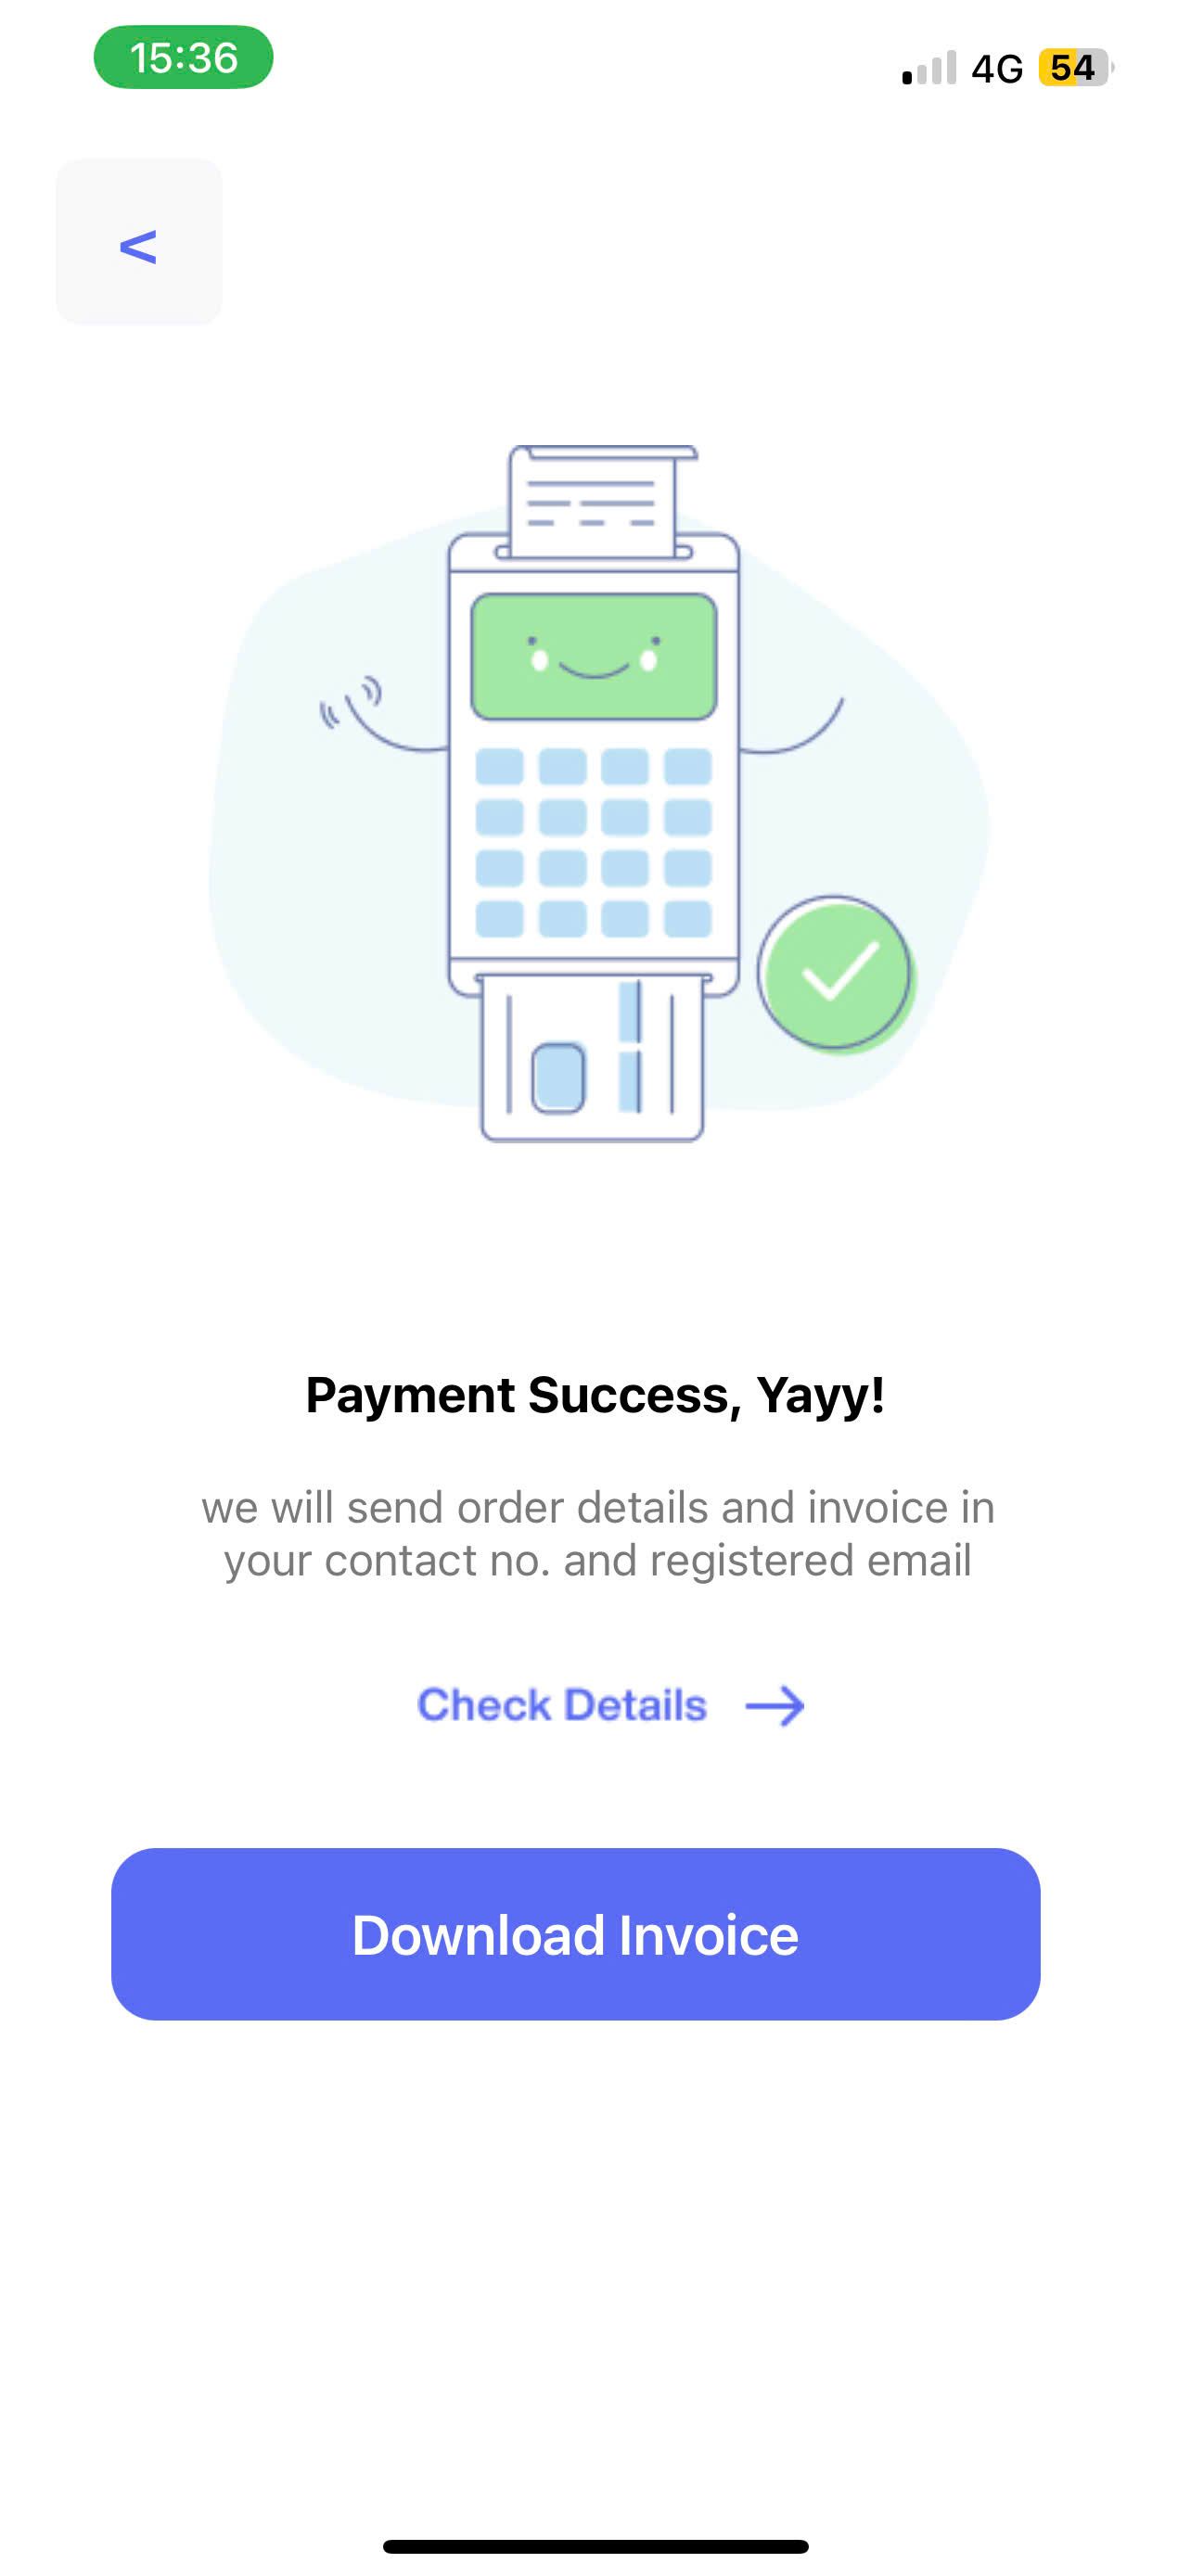 15:36
4G 54
<
Payment Success, Yayy!
we will send order details and invoice in
your contact no. and registered email
Check Details →
Download Invoice